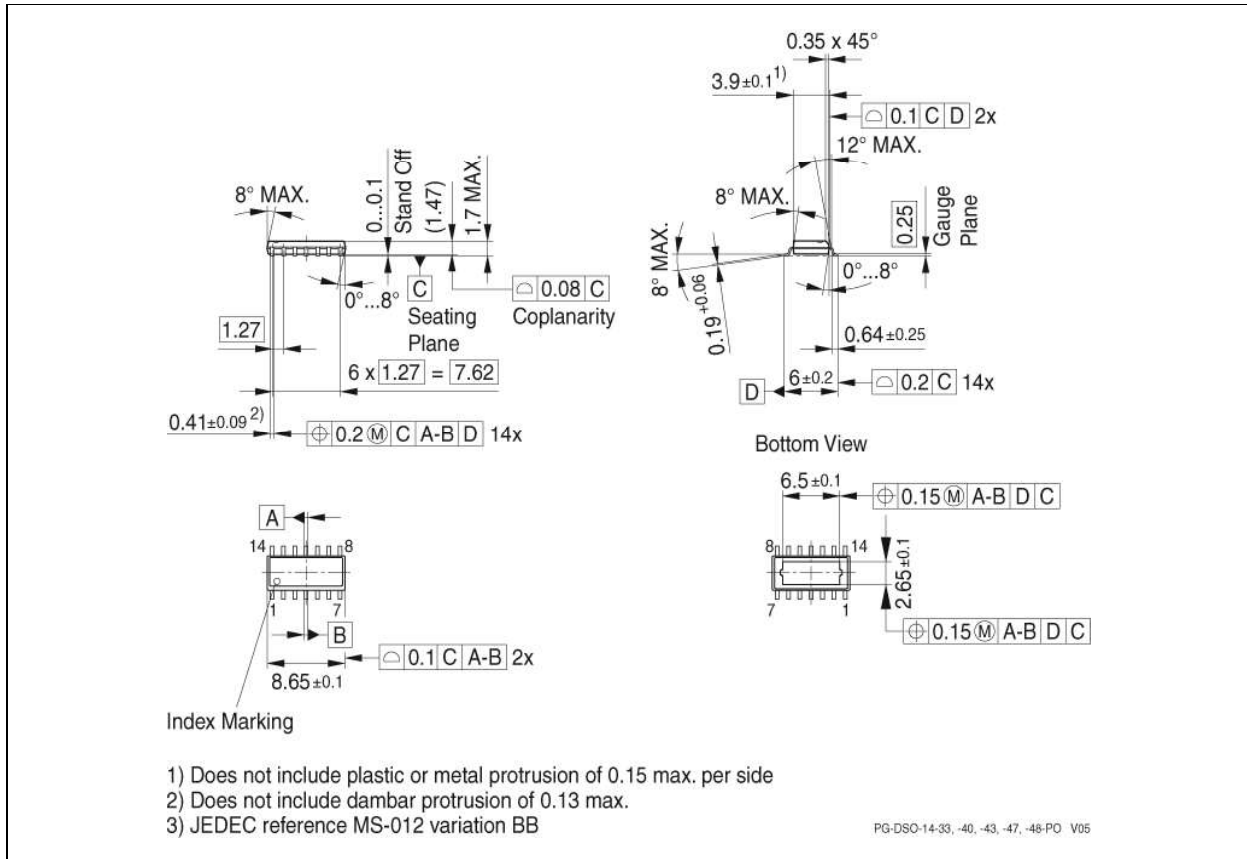 0.35 x 45°
3.9±0.1 1)
⌓ 0.1 C D 2x
12° MAX.
8° MAX.
0.25
Gauge
Plane
8° MAX.
0.19 +0.06
0°...8°
0.64±0.25
D
6±0.2
⌓ 0.2 C 14x
8° MAX.
0...0.1
Stand Off
(1.47)
1.7 MAX.
0°...8°
C
Seating
Plane
⌓ 0.08 C
Coplanarity
1.27
6 x 1.27 = 7.62
0.41±0.09 2)
⌖ 0.2 Ⓜ C A-B D 14x
Bottom View
6.5±0.1
⌖ 0.15 Ⓜ A-B D C
8 14
7 1
2.65±0.1
⌖ 0.15 Ⓜ A-B D C
A
14 8
1 7
B
⌓ 0.1 C A-B 2x
8.65±0.1
Index Marking
1) Does not include plastic or metal protrusion of 0.15 max. per side
2) Does not include dambar protrusion of 0.13 max.
3) JEDEC reference MS-012 variation BB
PG-DSO-14-33, -40, -43, -47, -48-PO V05